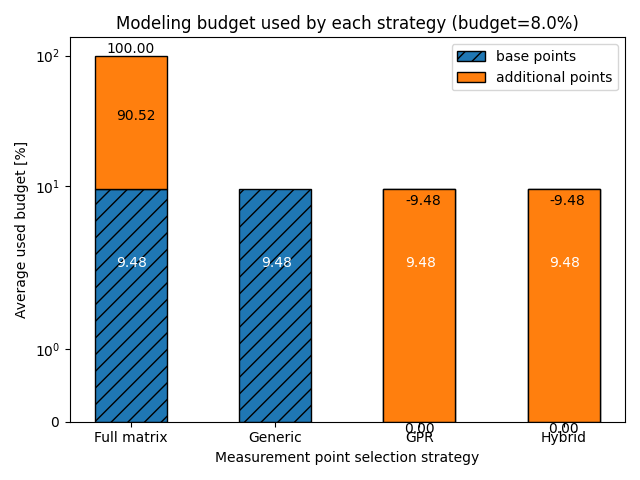 Modeling budget used by each strategy (budget=8.0%)
base points
additional points
Average used budget [%]
10²
10¹
10⁰
0
100.00
90.52
9.48
9.48
-9.48
9.48
0.00
-9.48
9.48
0.00
Full matrix
Generic
GPR
Hybrid
Measurement point selection strategy